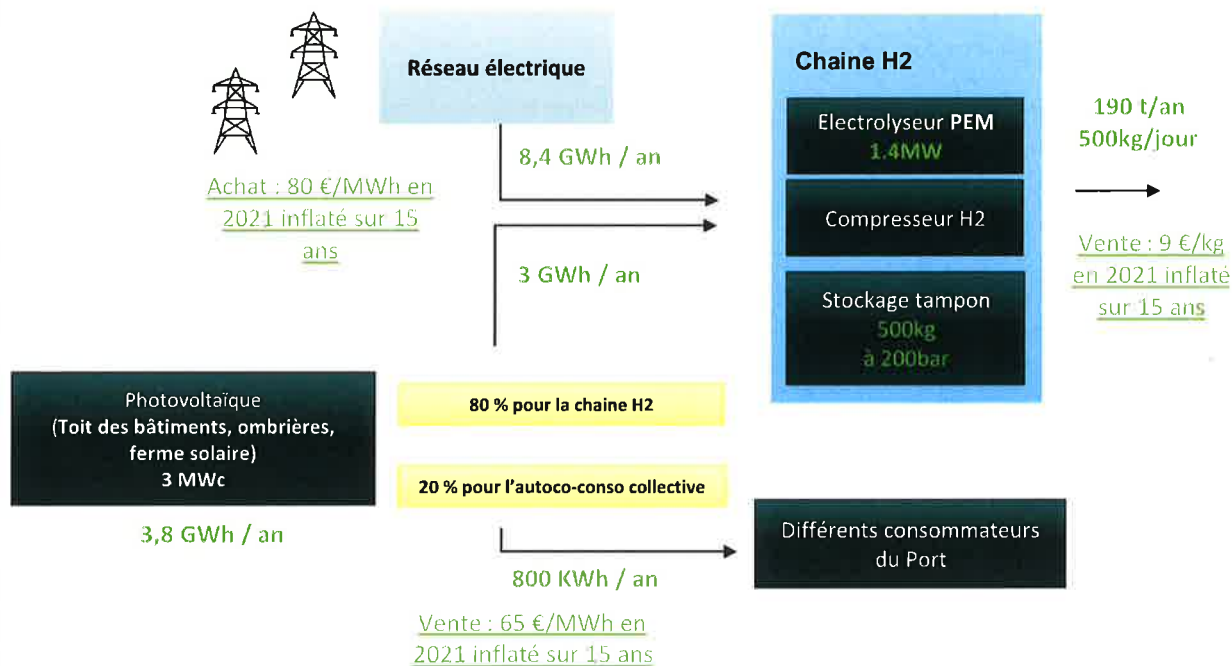 Réseau électrique
Achat : 80 €/MWh en
2021 inflaté sur 15
ans
8,4 GWh / an
3 GWh / an
Chaine H2
Electrolyseur PEM
1.4MW
Compresseur H2
Stockage tampon
500kg
à 200bar
190 t/an
500kg/jour
Vente : 9 €/kg
en 2021 inflaté
sur 15 ans
Photovoltaïque
(Toit des bâtiments, ombrières,
ferme solaire)
3 MWc
3,8 GWh / an
80 % pour la chaine H2
20 % pour l'autoco-conso collective
800 KWh / an
Vente : 65 €/MWh en
2021 inflaté sur 15 ans
Différents consommateurs
du Port